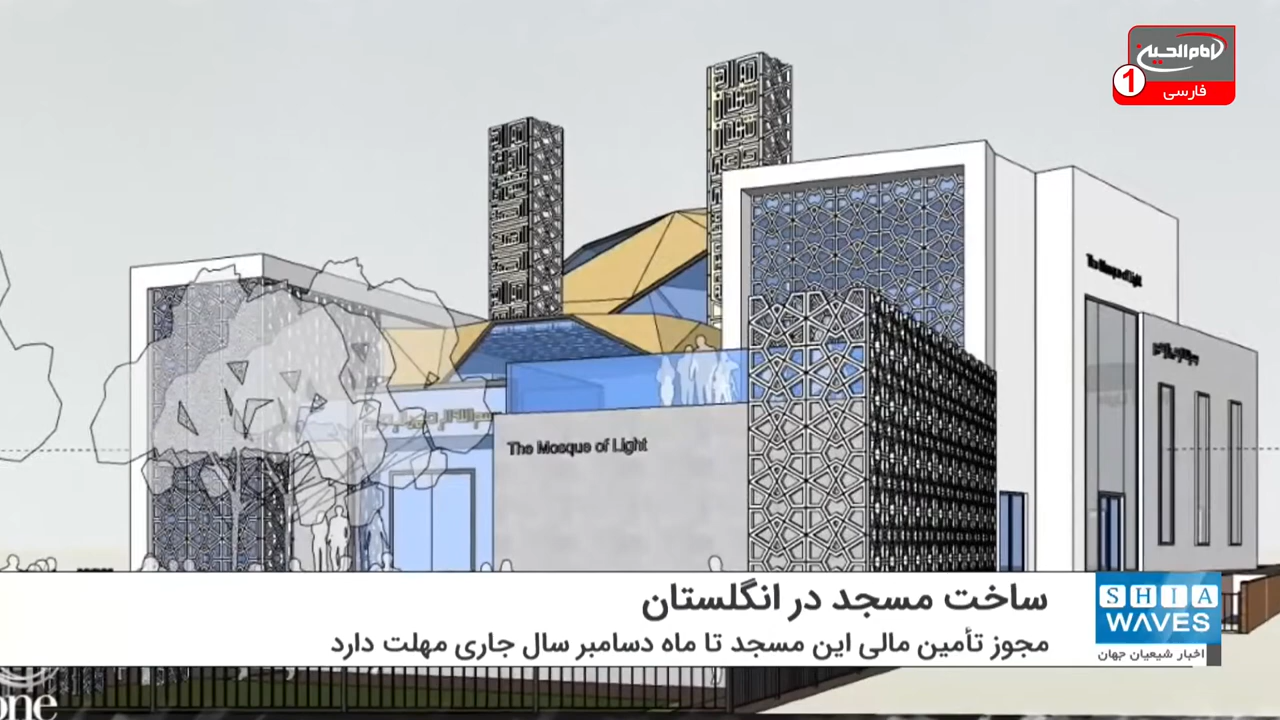 امام الحسین
1
فارسی
The Mosque of Light
The Mosque of Light
ساخت مسجد در انگلستان
مجوز تأمین مالی این مسجد تا ماه دسامبر سال جاری مهلت دارد
SHIA
WAVES
اخبار شیعیان جهان
one